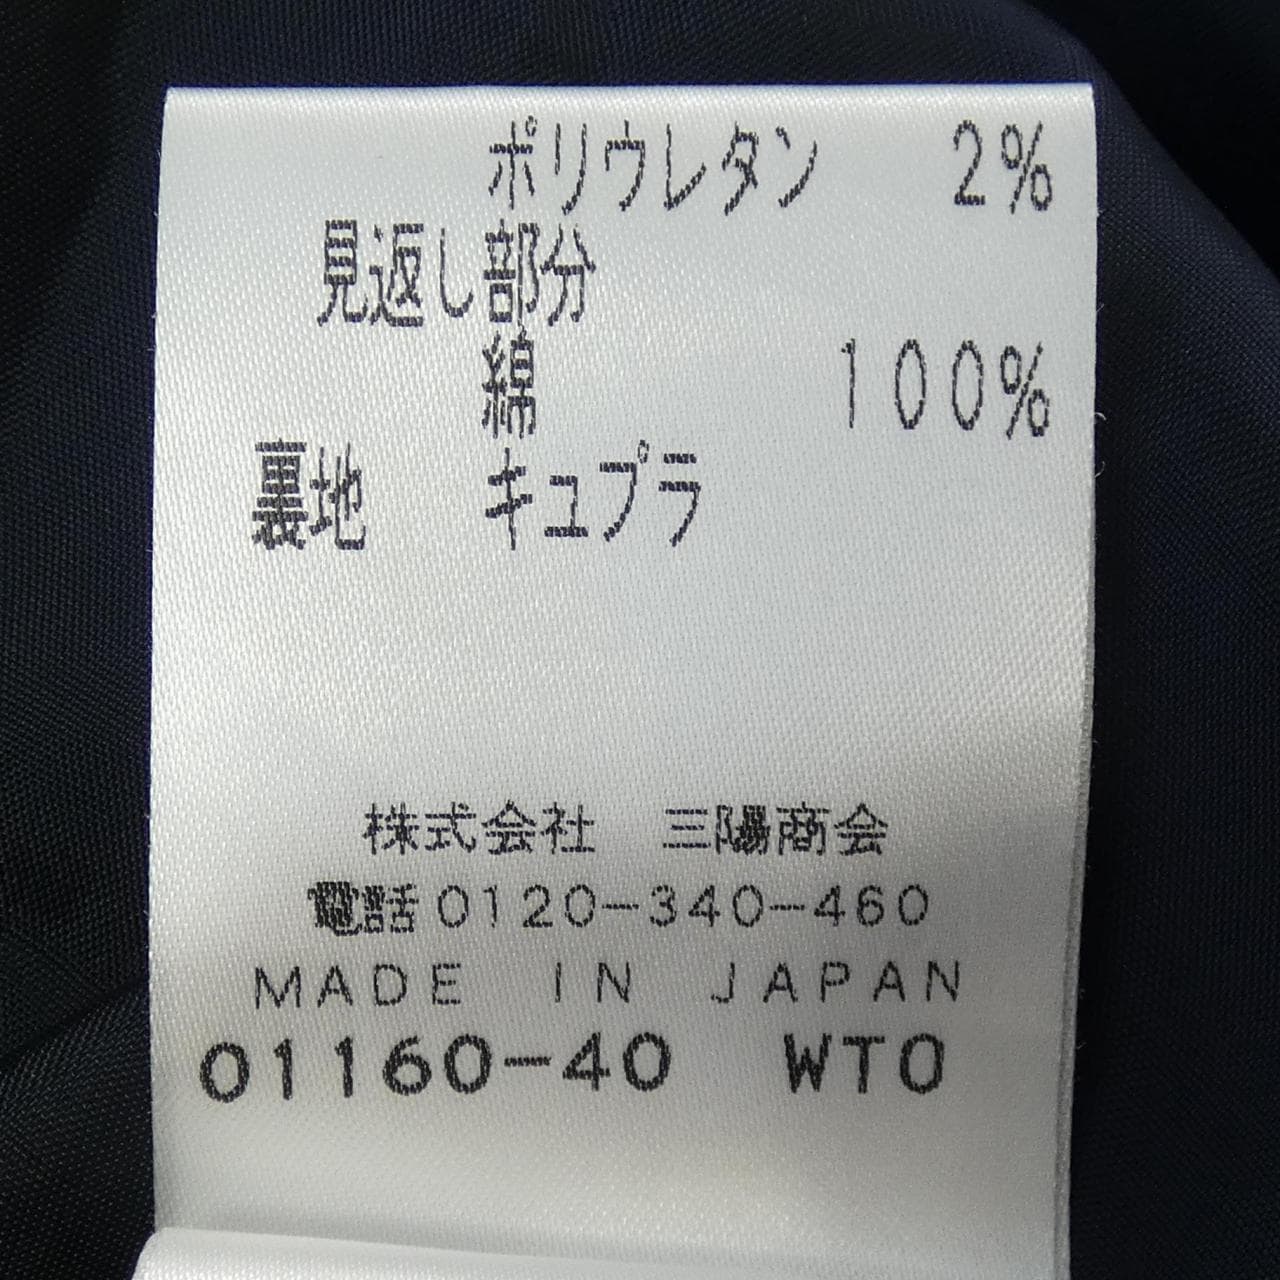 ポリウレタン 2%
見返し部分
綿 100%
裏地 キュプラ
株式会社 三陽商会
電話0120-340-460
MADE IN JAPAN
01160-40 WTO